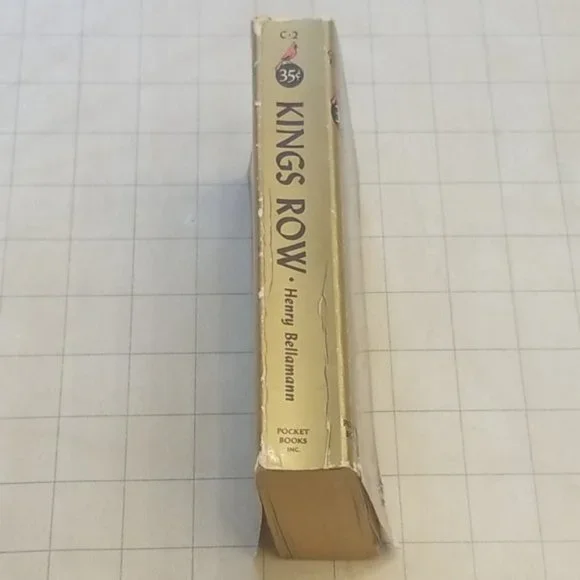 C-2
35¢
KINGS ROW · Henry Bellamann
POCKET
BOOKS
INC.